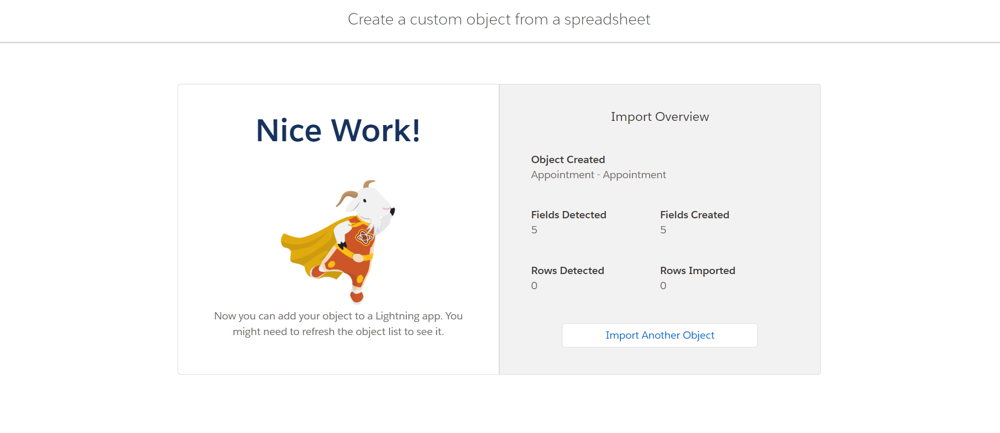 Create a custom object from a spreadsheet
Nice Work!
Now you can add your object to a Lightning app. You
might need to refresh the object list to see it.
Import Overview
Object Created
Appointment - Appointment
Fields Detected
5
Fields Created
5
Rows Detected
0
Rows Imported
0
Import Another Object